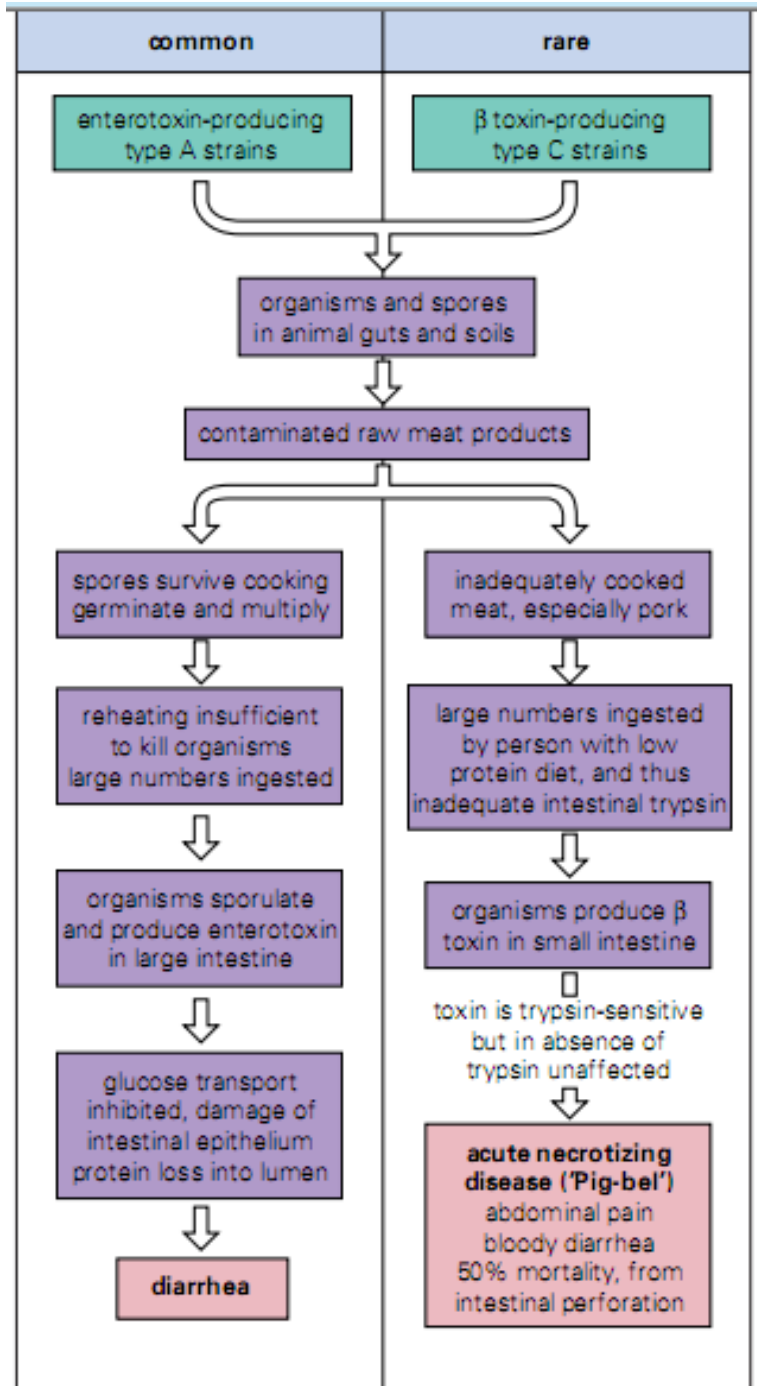 common
rare
enterotoxin-producing
type A strains
β toxin-producing
type C strains
organisms and spores
in animal guts and soils
contaminated raw meat products
spores survive cooking
germinate and multiply
inadequately cooked
meat, especially pork
reheating insufficient
to kill organisms
large numbers ingested
large numbers ingested
by person with low
protein diet, and thus
inadequate intestinal trypsin
organisms sporulate
and produce enterotoxin
in large intestine
organisms produce β
toxin in small intestine
toxin is trypsin-sensitive
but in absence of
trypsin unaffected
glucose transport
inhibited, damage of
intestinal epithelium
protein loss into lumen
acute necrotizing
disease ('Pig-bel')
abdominal pain
bloody diarrhea
50% mortality, from
intestinal perforation
diarrhea